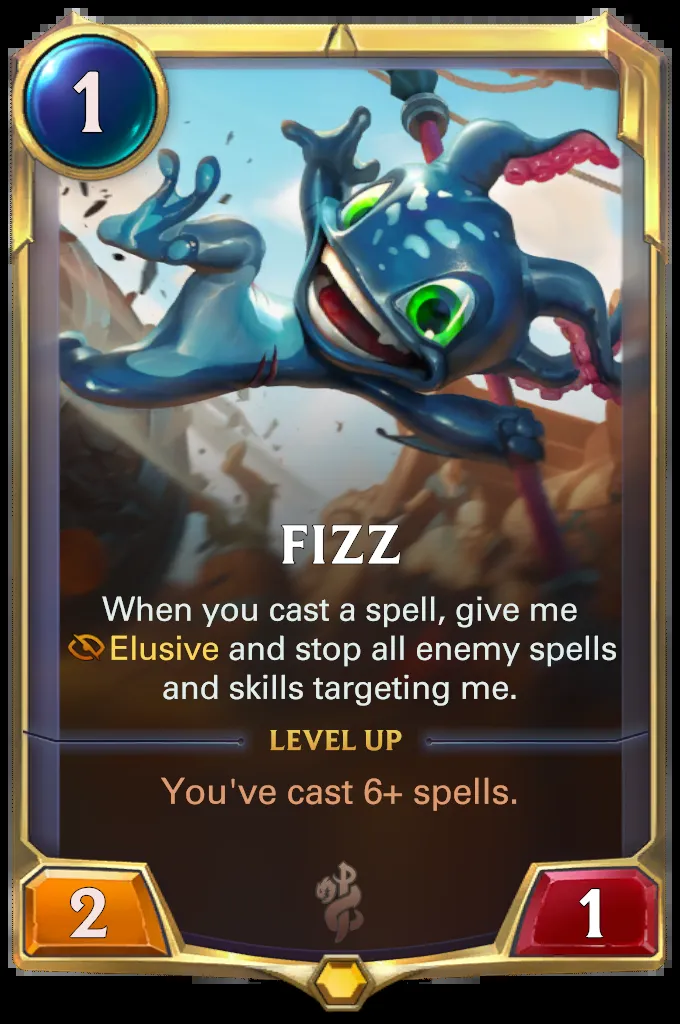 1
FIZZ
When you cast a spell, give me
Elusive and stop all enemy spells
and skills targeting me.
LEVEL UP
You've cast 6+ spells.
2
1